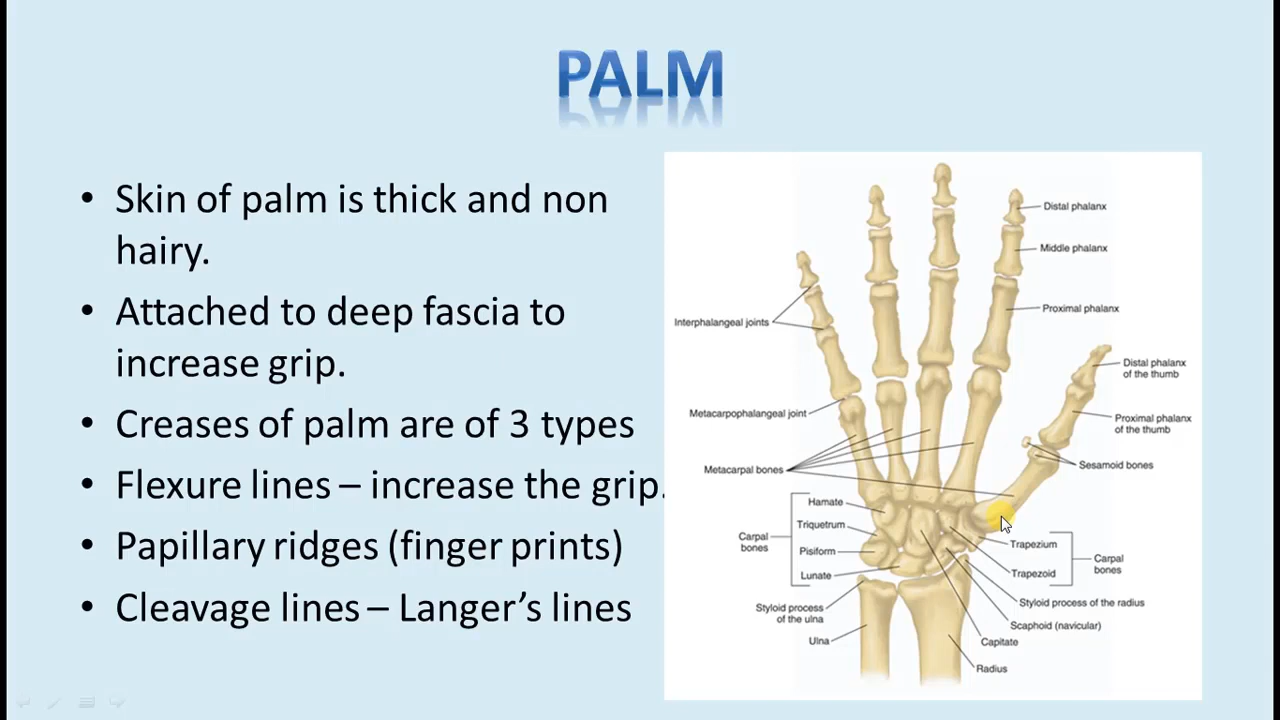 PALM
• Skin of palm is thick and non
hairy.
• Attached to deep fascia to
increase grip.
• Creases of palm are of 3 types
• Flexure lines – increase the grip.
• Papillary ridges (finger prints)
• Cleavage lines – Langer’s lines
Distal phalanx
Middle phalanx
Interphalangeal joints
Proximal phalanx
Distal phalanx
of the thumb
Metacarpophalangeal joint
Proximal phalanx
of the thumb
Metacarpal bones
Sesamoid bones
Hamate
Triquetrum
Carpal
bones
Pisiform
Lunate
Trapezium
Carpal
bones
Trapezoid
Styloid process
of the ulna
Styloid process of the radius
Scaphoid (navicular)
Ulna
Capitate
Radius